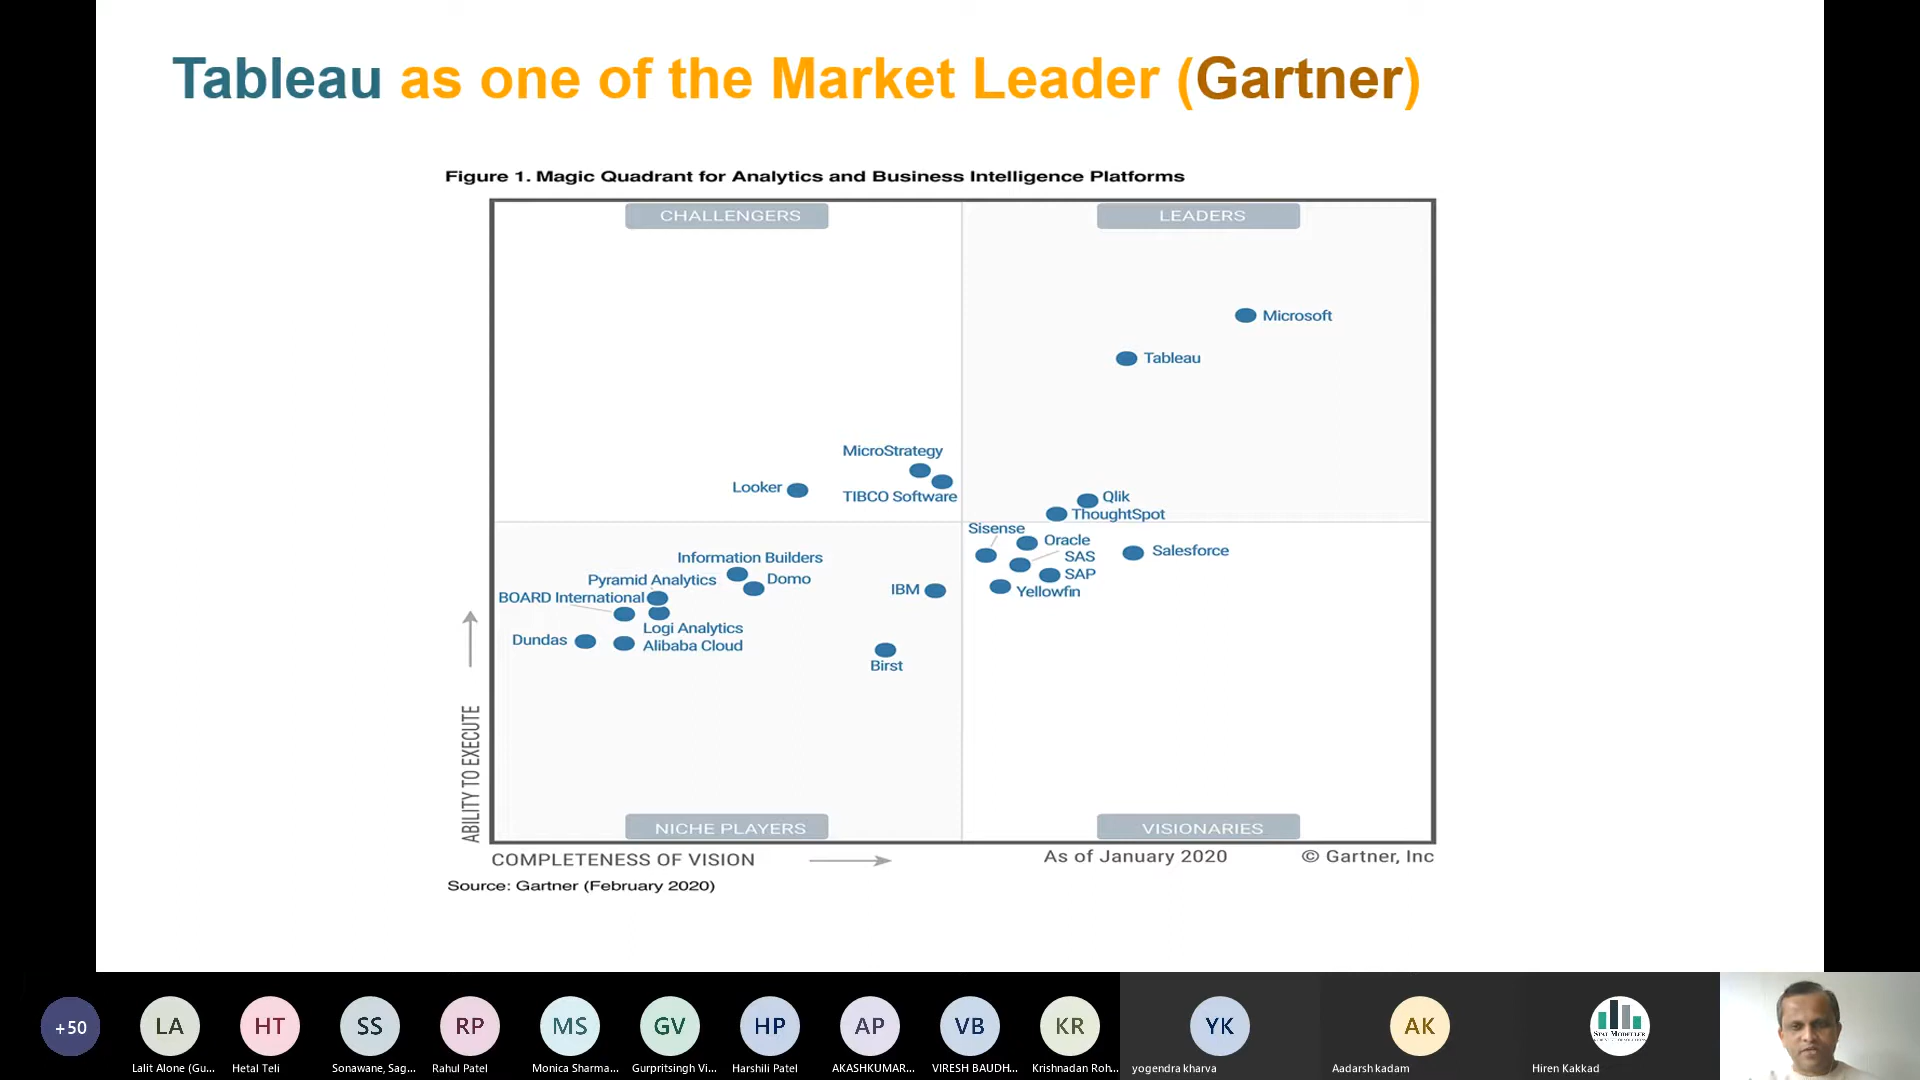 Tableau as one of the Market Leader (Gartner)
Figure 1. Magic Quadrant for Analytics and Business Intelligence Platforms
CHALLENGERS
LEADERS
Microsoft
Tableau
MicroStrategy
Looker
TIBCO Software
Qlik
ThoughtSpot
Sisense
Oracle
Salesforce
SAS
Information Builders
Pyramid Analytics
Domo
SAP
IBM
Yellowfin
BOARD International
Logi Analytics
Dundas
Alibaba Cloud
Birst
ABILITY TO EXECUTE
NICHE PLAYERS
VISIONARIES
COMPLETENESS OF VISION
As of January 2020
© Gartner, Inc
Source: Gartner (February 2020)
+50
LA
HT
SS
RP
MS
GV
HP
AP
VB
KR
YK
AK
STAT MODELLER
Lalit Alone (Gu...
Hetal Teli
Sonawane, Sag...
Rahul Patel
Monica Sharma...
Gurpritsingh Vi...
Harshili Patel
AKASHKUMAR...
VIRESH BAUDH...
Krishnadan Roh...
yogendra kharva
Aadarsh kadam
Hiren Kakkad